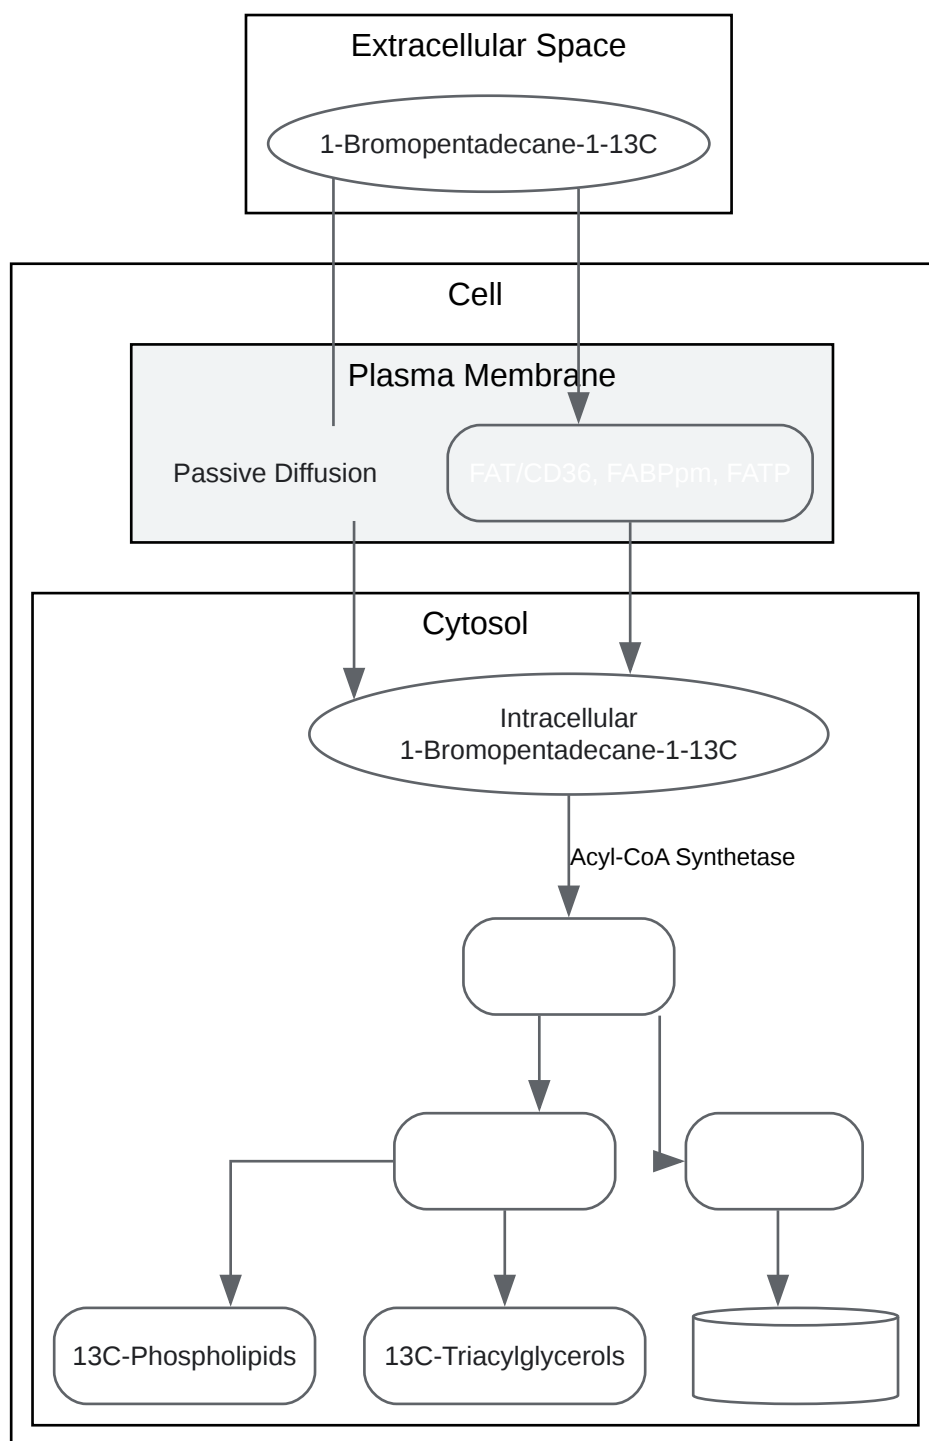 Extracellular Space
1-Bromopentadecane-1-13C
Cell
Plasma Membrane
Passive Diffusion
FAT/CD36, FABPpm, FATP
Cytosol
Intracellular
1-Bromopentadecane-1-13C
Acyl-CoA Synthetase
13C-Phospholipids
13C-Triacylglycerols